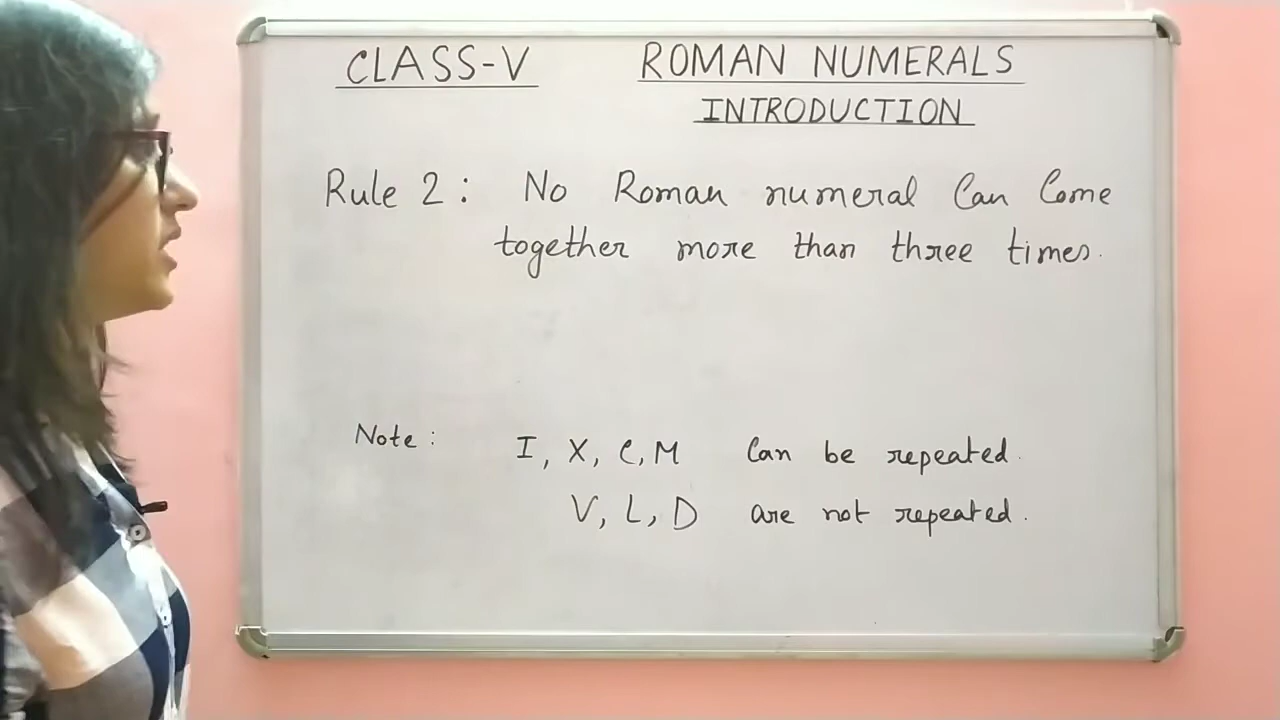 CLASS-V ROMAN NUMERALS
INTRODUCTION
Rule 2: No Roman numeral Can Come
together more than three times.
Note: I, X, C, M Can be repeated.
V, L, D are not repeated.